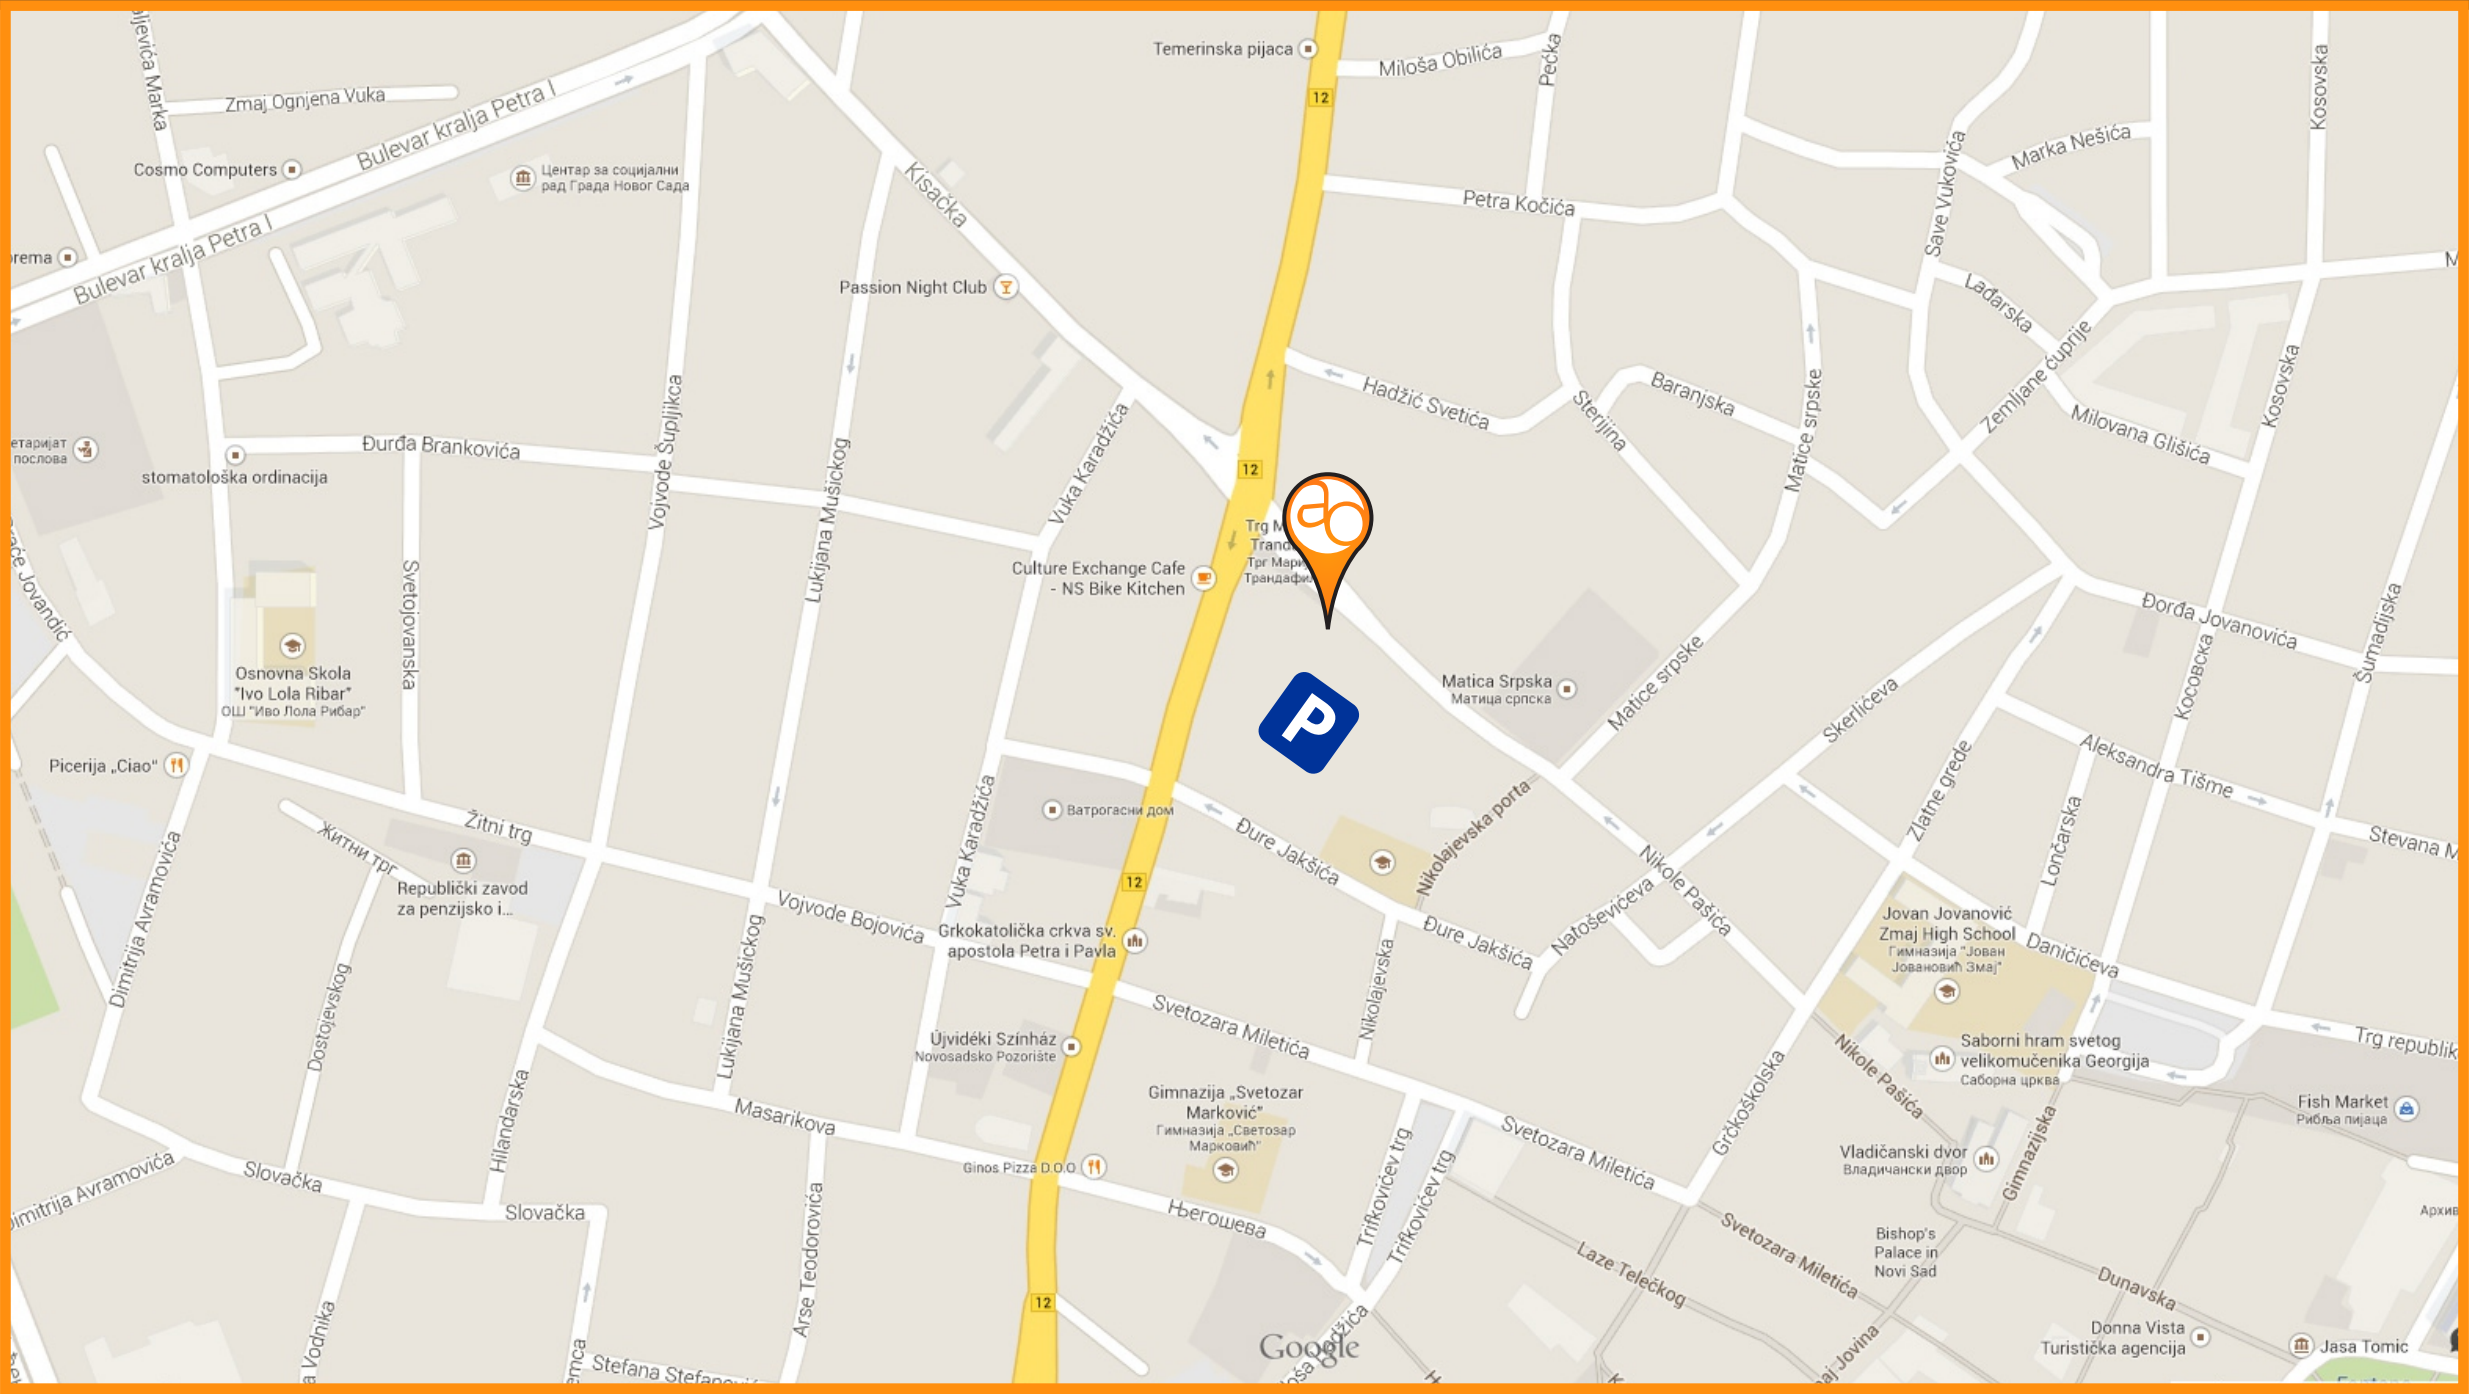 Temerinska pijaca
Miloša Obilića
Pećka
Kosovska
12
Zmaj Ognjena Vuka
Bulevar kralja Petra I
Marka Nešića
Cosmo Computers
Центар за социјални
рад Града Новог Сада
Kisačka
Petra Kočića
Save Vukovića
Bulevar kralja Petra I
Passion Night Club
Lađarska
Zemljane ćuprije
Hadžić Svetića
Sterijina
Baranjska
Matice srpske
Kosovska
Milovana Glišića
Đurđa Brankovića
stomatološka ordinacija
Vojvode Šupljikca
Lukijana Mušickog
Vuka Karadžića
12
Culture Exchange Cafe
- NS Bike Kitchen
Svetojovanska
Đorđa Jovanovića
Šumadijska
Косовска
Osnovna Skola
"Ivo Lola Ribar"
ОШ "Иво Лола Рибар"
P
Matica Srpska
Матица српска
Matice srpske
Skerlićeva
Zlatne grede
Aleksandra Tišme
Lončarska
Stevana
Picerija „Ciao“
Žitni trg
Житни трг
Republički zavod
za penzijsko i...
Ватрогасни дом
Vuka Karadžića
12
Đure Jakšića
Nikolajevska porta
Nikole Pašića
Natoševićeva
Đure Jakšića
Nikolajevska
Dimitrija Avramovića
Dostojevskog
Vojvode Bojovića
Lukijana Mušickog
Grkokatolička crkva sv.
apostola Petra i Pavla
Svetozara Miletića
Jovan Jovanović
Zmaj High School
Гимназија "Јован
Јовановић Змај"
Daničićeva
Újvidéki Színház
Novosadsko Pozorište
Saborni hram svetog
velikomučenika Georgija
Саборна црква
Nikole Pašića
Grčkoškolska
Gimnazijska
Fish Market
Рибља пијаца
Hilandarska
Masarikova
Gimnazija „Svetozar
Marković“
Гимназија „Светозар
Марковић“
Ginos Pizza D.O.O
Svetozara Miletića
Trifkovićev trg
Trifkovićev trg
Vladičanski dvor
Владичански двор
Slovačka
Slovačka
Његошева
Arse Teodorovića
Svetozara Miletića
Laze Telečkog
Bishop's
Palace in
Novi Sad
Dunavska
12
Stefana
Google
Donna Vista
Turistička agencija
Jasa Tomic